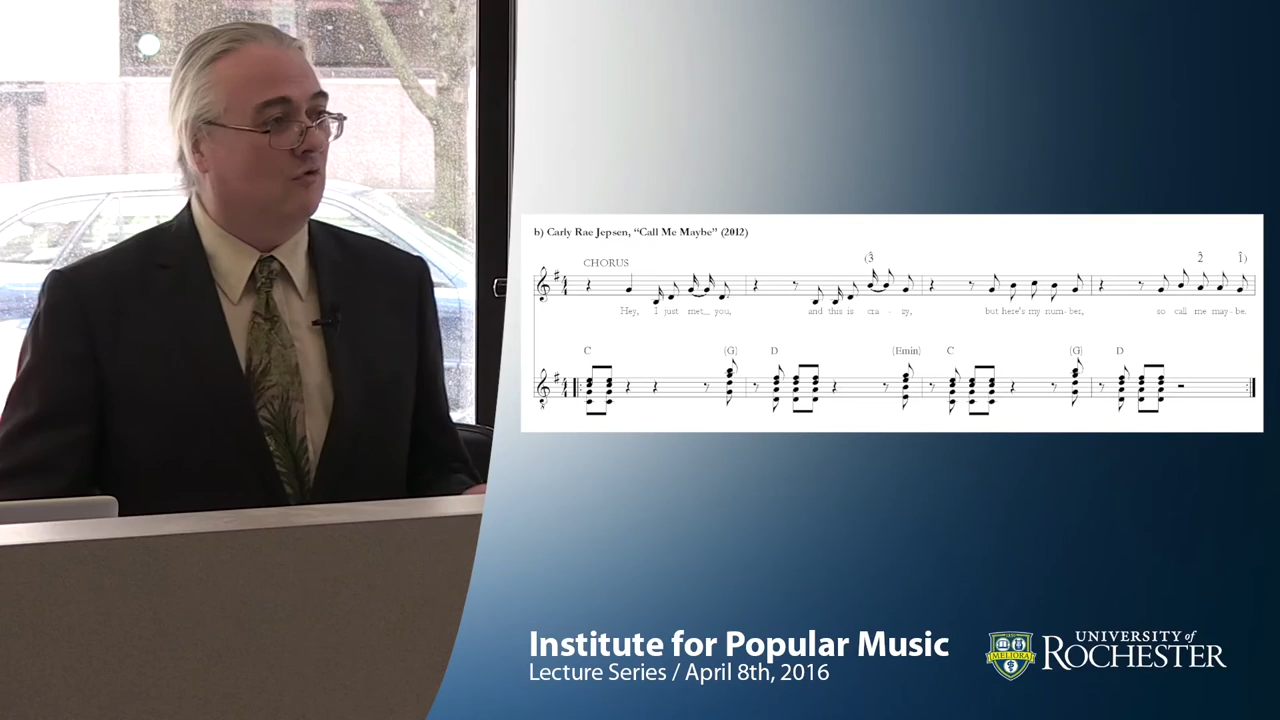 b) Carly Rae Jepsen, “Call Me Maybe” (2012)
CHORUS
(3̂ 2̂ 1̂)
Hey, I just met_ you, and this is cra - zy, but here's my num-ber, so call me may-be.
C (G) D (Emin) C (G) D
Institute for Popular Music
Lecture Series / April 8th, 2016
MELIORA
UNIVERSITY of
ROCHESTER